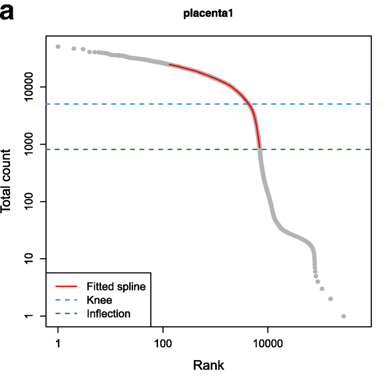 a
placenta1
Total count
10000
1000
100
10
1
Fitted spline
Knee
Inflection
1
100
10000
Rank